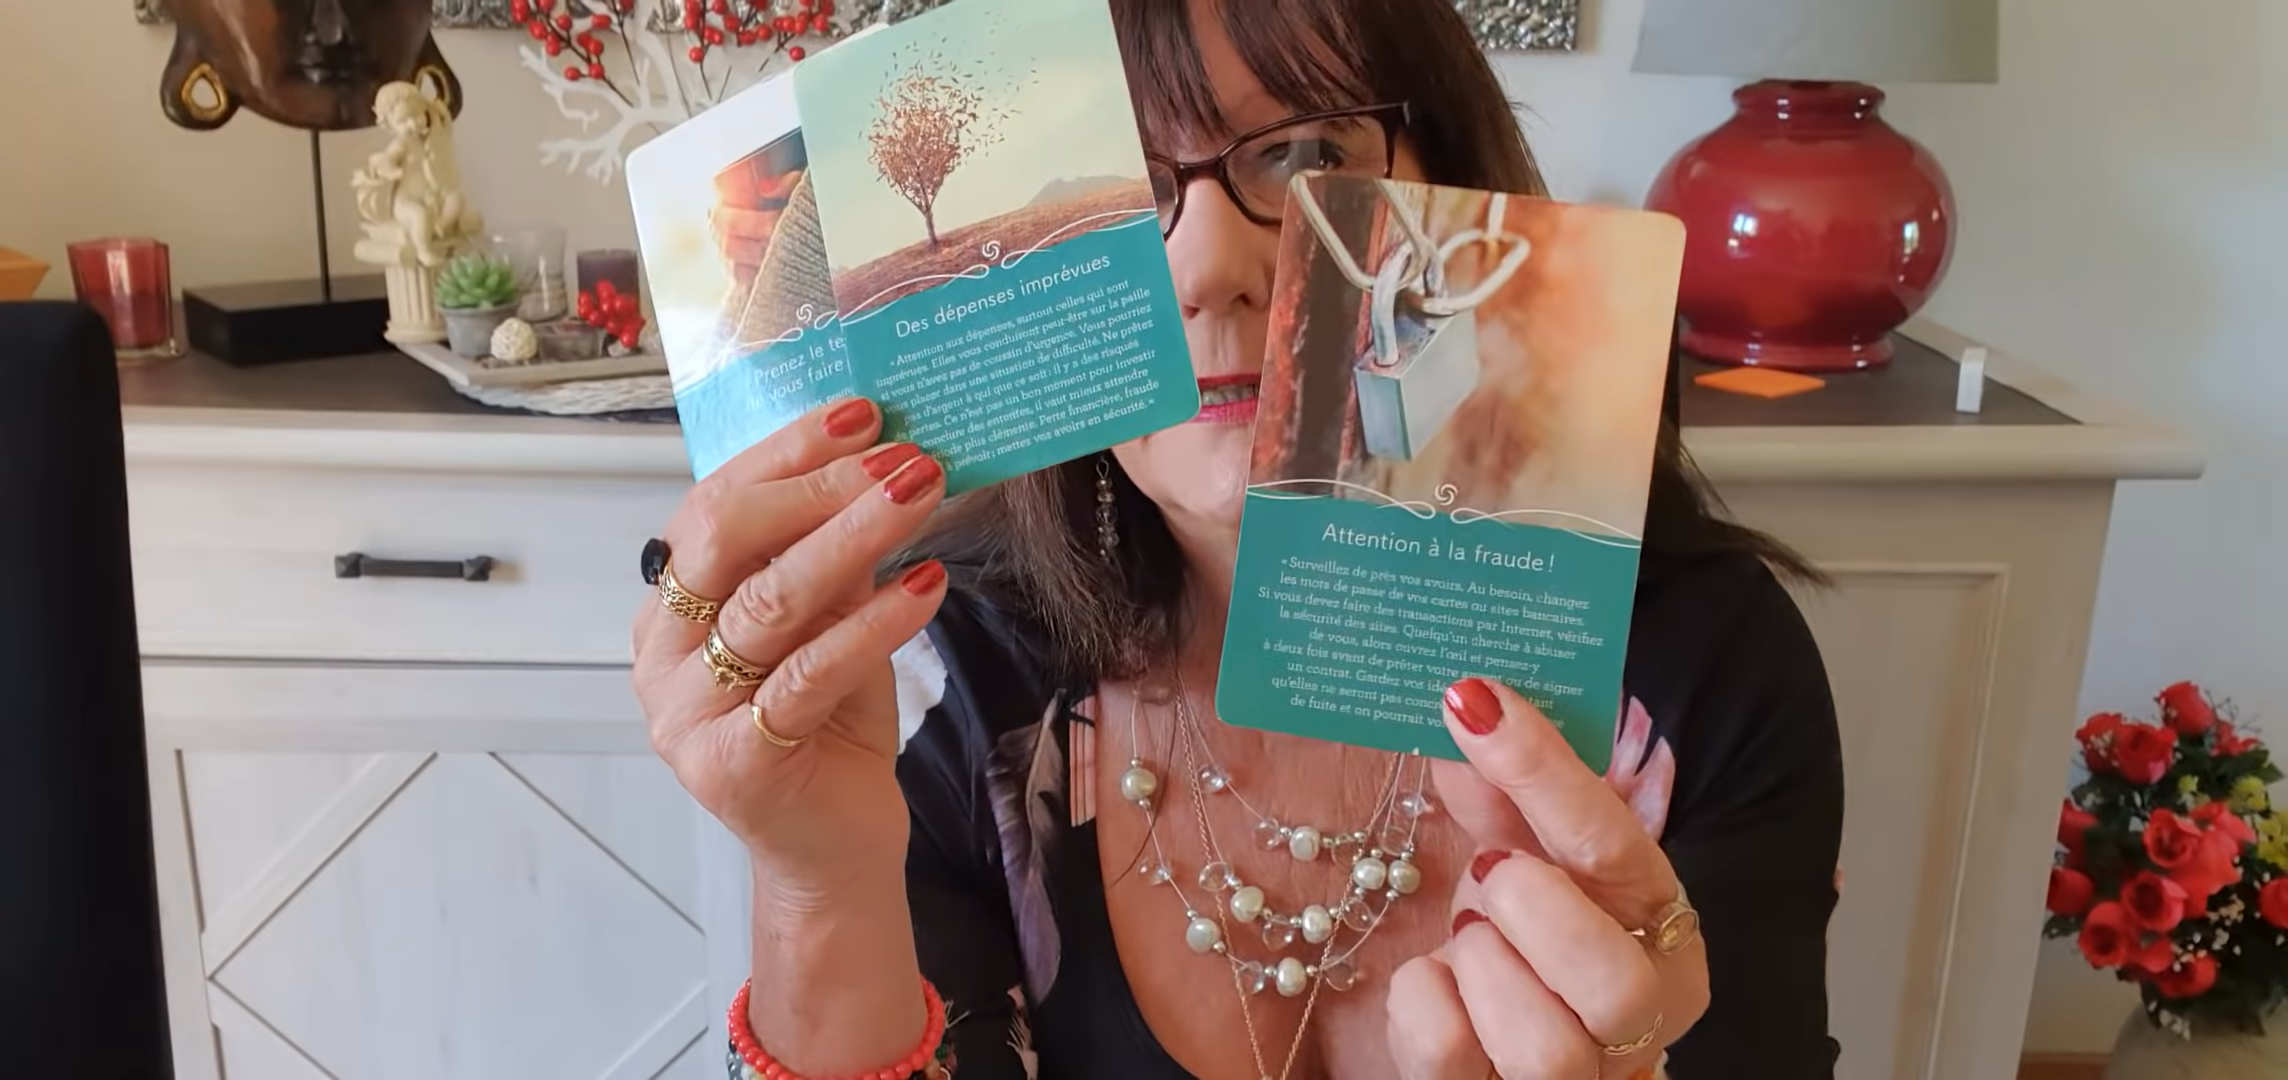 Prenez le te
vous faire
Des dépenses imprévues
« Attention aux dépenses, surtout celles qui sont
imprévues. Elles vous conduiront peut-être sur la paille
si vous n'avez pas de coussin d'urgence. Vous pourriez
vous placer dans une situation de difficulté. Ne prêtez
pas d'argent à qui que ce soit : il y a des risques
de pertes. Ce n'est pas un bon moment pour investir
conclure des ententes, il vaut mieux attendre
période plus clémente. Perte financière, fraude
à prévoir; mettez vos avoirs en sécurité. »
Attention à la fraude !
« Surveillez de près vos avoirs. Au besoin, changez
les mots de passe de vos cartes ou sites bancaires.
Si vous devez faire des transactions par Internet, vérifiez
la sécurité des sites. Quelqu'un cherche à abuser
de vous, alors ouvrez l'œil et pensez-y
à deux fois avant de prêter votre argent ou de signer
un contrat. Gardez vos idé
qu'elles ne seront pas concr tant
de fuite et on pourrait vo